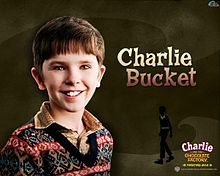 Charlie
Bucket
Charlie
AND THE
CHOCOLATE
FACTORY